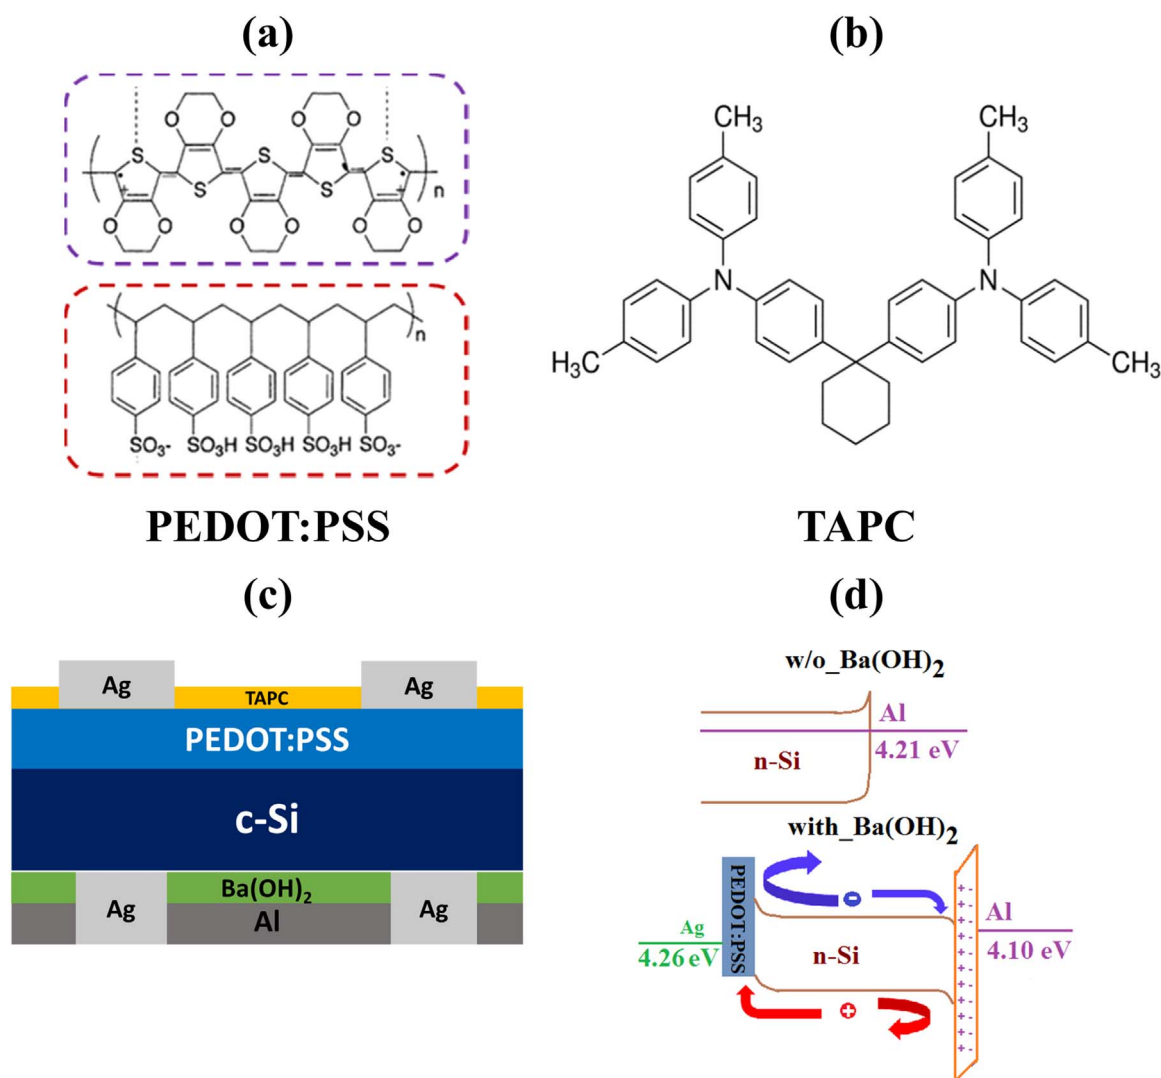 (a)
(b)
S S S S S
O O O O O O O O O O
+ +
n
n
SO₃- SO₃H SO₃H SO₃H SO₃-
CH₃ CH₃
N N
H₃C CH₃
PEDOT:PSS
TAPC
(c)
(d)
Ag TAPC Ag
PEDOT:PSS
c-Si
Ba(OH)₂
Ag Al Ag
w/o_Ba(OH)₂
Al
4.21 eV
n-Si
with_Ba(OH)₂
PEDOT:PSS
-
Ag
4.26 eV
n-Si
Al
4.10 eV
+
+ -
+ -
+ -
+ -
+ -
+ -
+ -
+ -
+ -
+ -
+ -